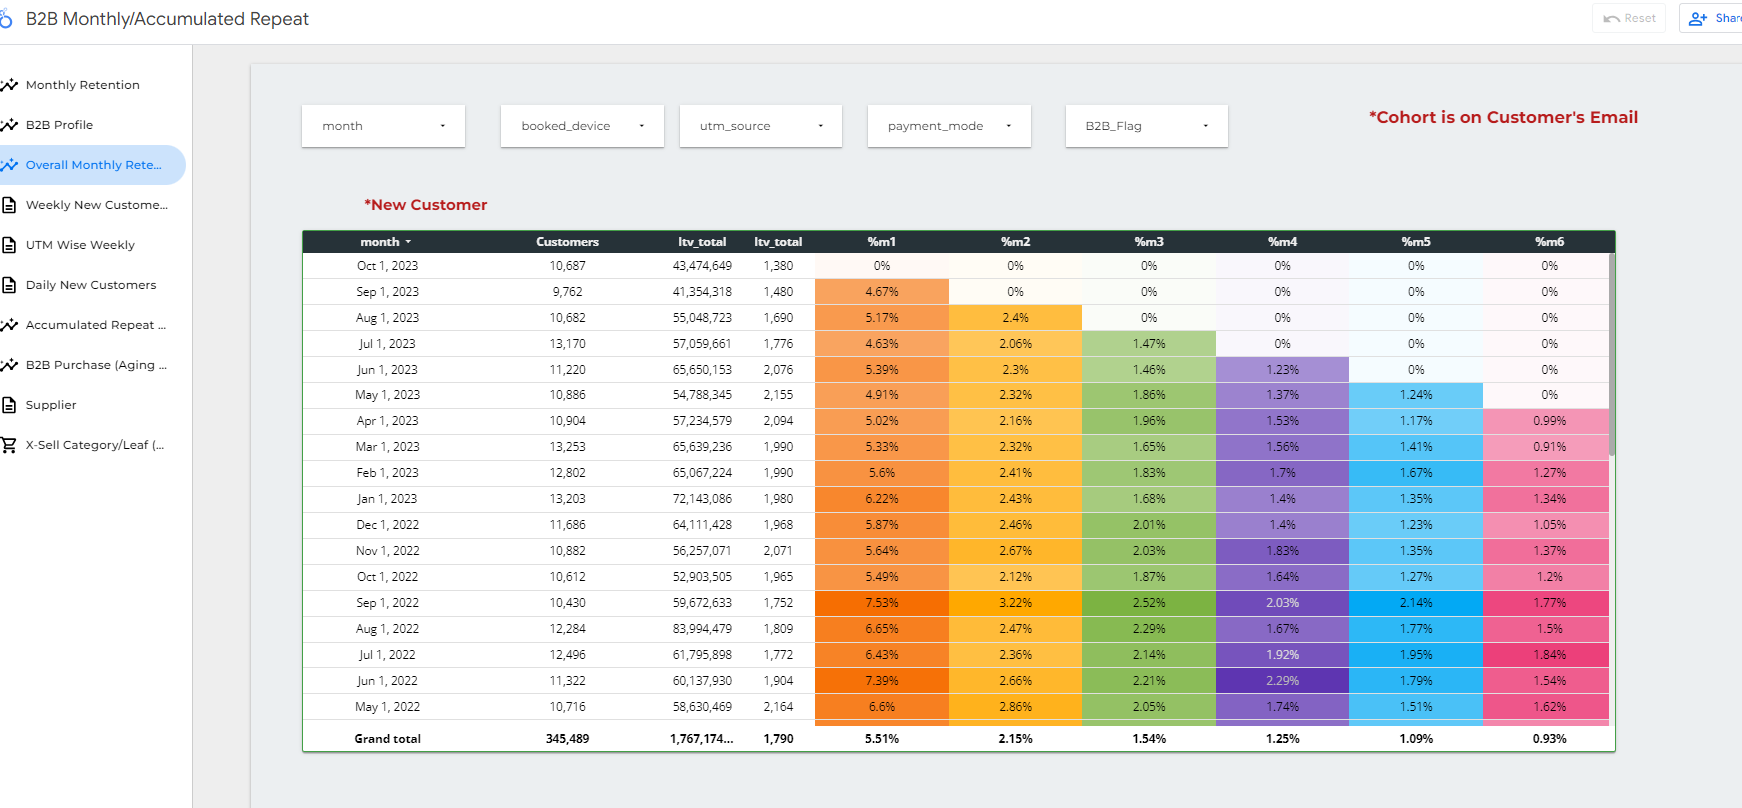 B2B Monthly/Accumulated Repeat
Reset
Share
Monthly Retention
B2B Profile
Overall Monthly Rete...
Weekly New Custome...
UTM Wise Weekly
Daily New Customers
Accumulated Repeat ...
B2B Purchase (Aging ...
Supplier
X-Sell Category/Leaf (...
month booked_device utm_source payment_mode B2B_Flag
*Cohort is on Customer's Email
*New Customer
month Customers ltv_total ltv_total %m1 %m2 %m3 %m4 %m5 %m6
Oct 1, 2023 10,687 43,474,649 1,380 0% 0% 0% 0% 0% 0%
Sep 1, 2023 9,762 41,354,318 1,480 4.67% 0% 0% 0% 0% 0%
Aug 1, 2023 10,682 55,048,723 1,690 5.17% 2.4% 0% 0% 0% 0%
Jul 1, 2023 13,170 57,059,661 1,776 4.63% 2.06% 1.47% 0% 0% 0%
Jun 1, 2023 11,220 65,650,153 2,076 5.39% 2.3% 1.46% 1.23% 0% 0%
May 1, 2023 10,886 54,788,345 2,155 4.91% 2.32% 1.86% 1.37% 1.24% 0%
Apr 1, 2023 10,904 57,234,579 2,094 5.02% 2.16% 1.96% 1.53% 1.17% 0.99%
Mar 1, 2023 13,253 65,639,236 1,990 5.33% 2.32% 1.65% 1.56% 1.41% 0.91%
Feb 1, 2023 12,802 65,067,224 1,990 5.6% 2.41% 1.83% 1.7% 1.67% 1.27%
Jan 1, 2023 13,203 72,143,086 1,980 6.22% 2.43% 1.68% 1.4% 1.35% 1.34%
Dec 1, 2022 11,686 64,111,428 1,968 5.87% 2.46% 2.01% 1.4% 1.23% 1.05%
Nov 1, 2022 10,882 56,257,071 2,071 5.64% 2.67% 2.03% 1.83% 1.35% 1.37%
Oct 1, 2022 10,612 52,903,505 1,965 5.49% 2.12% 1.87% 1.64% 1.27% 1.2%
Sep 1, 2022 10,430 59,672,633 1,752 7.53% 3.22% 2.52% 2.03% 2.14% 1.77%
Aug 1, 2022 12,284 83,994,479 1,809 6.65% 2.47% 2.29% 1.67% 1.77% 1.5%
Jul 1, 2022 12,496 61,795,898 1,772 6.43% 2.36% 2.14% 1.92% 1.95% 1.84%
Jun 1, 2022 11,322 60,137,930 1,904 7.39% 2.66% 2.21% 2.29% 1.79% 1.54%
May 1, 2022 10,716 58,630,469 2,164 6.6% 2.86% 2.05% 1.74% 1.51% 1.62%
Grand total 345,489 1,767,174... 1,790 5.51% 2.15% 1.54% 1.25% 1.09% 0.93%